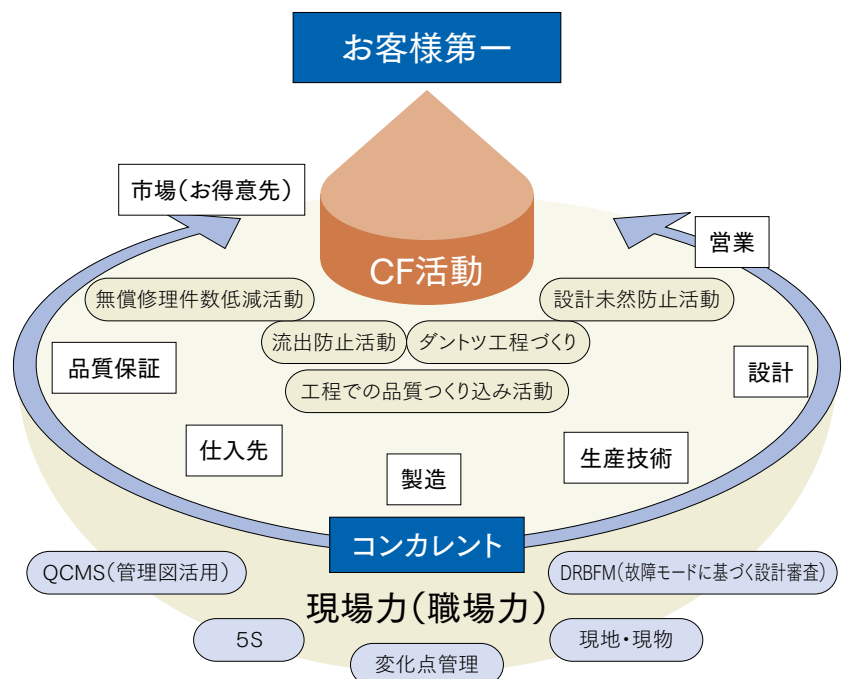 お客様第一
市場(お得意先)
営業
CF活動
無償修理件数低減活動
設計未然防止活動
流出防止活動
ダントツ工程づくり
品質保証
設計
工程での品質つくり込み活動
仕入先
生産技術
製造
コンカレント
QCMS(管理図活用)
DRBFM(故障モードに基づく設計審査)
現場力(職場力)
5S
現地・現物
変化点管理